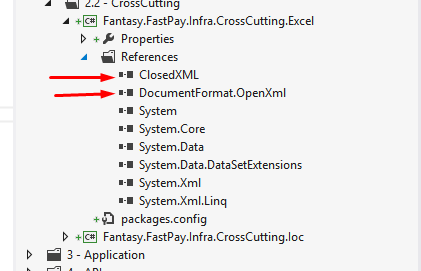 2.2 - CrossCutting
Fantasy.FastPay.Infra.CrossCutting.Excel
Properties
References
ClosedXML
DocumentFormat.OpenXml
System
System.Core
System.Data
System.Data.DataSetExtensions
System.Xml
System.Xml.Linq
packages.config
Fantasy.FastPay.Infra.CrossCutting.Ioc
3 - Application
4 - API